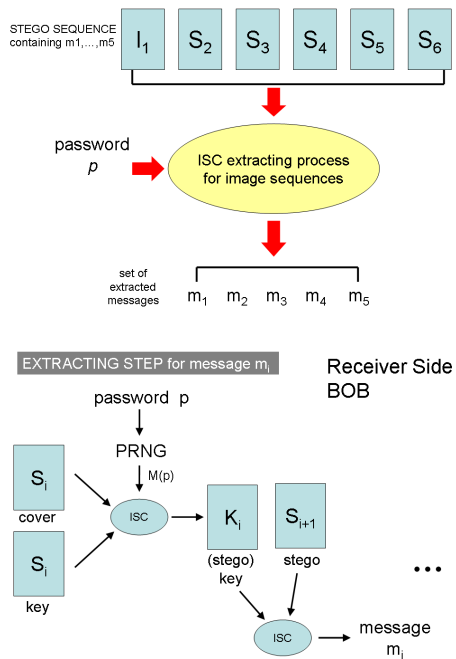 STEGO SEQUENCE
containing m1,...,m5
I1 S2 S3 S4 S5 S6
password
p
ISC extracting process
for image sequences
set of
extracted
messages
m1 m2 m3 m4 m5
EXTRACTING STEP for message mi
Receiver Side
BOB
password p
PRNG
M(p)
Si
cover
ISC
Ki
Si+1
(stego)
key
stego
Si
key
...
ISC
message
mi